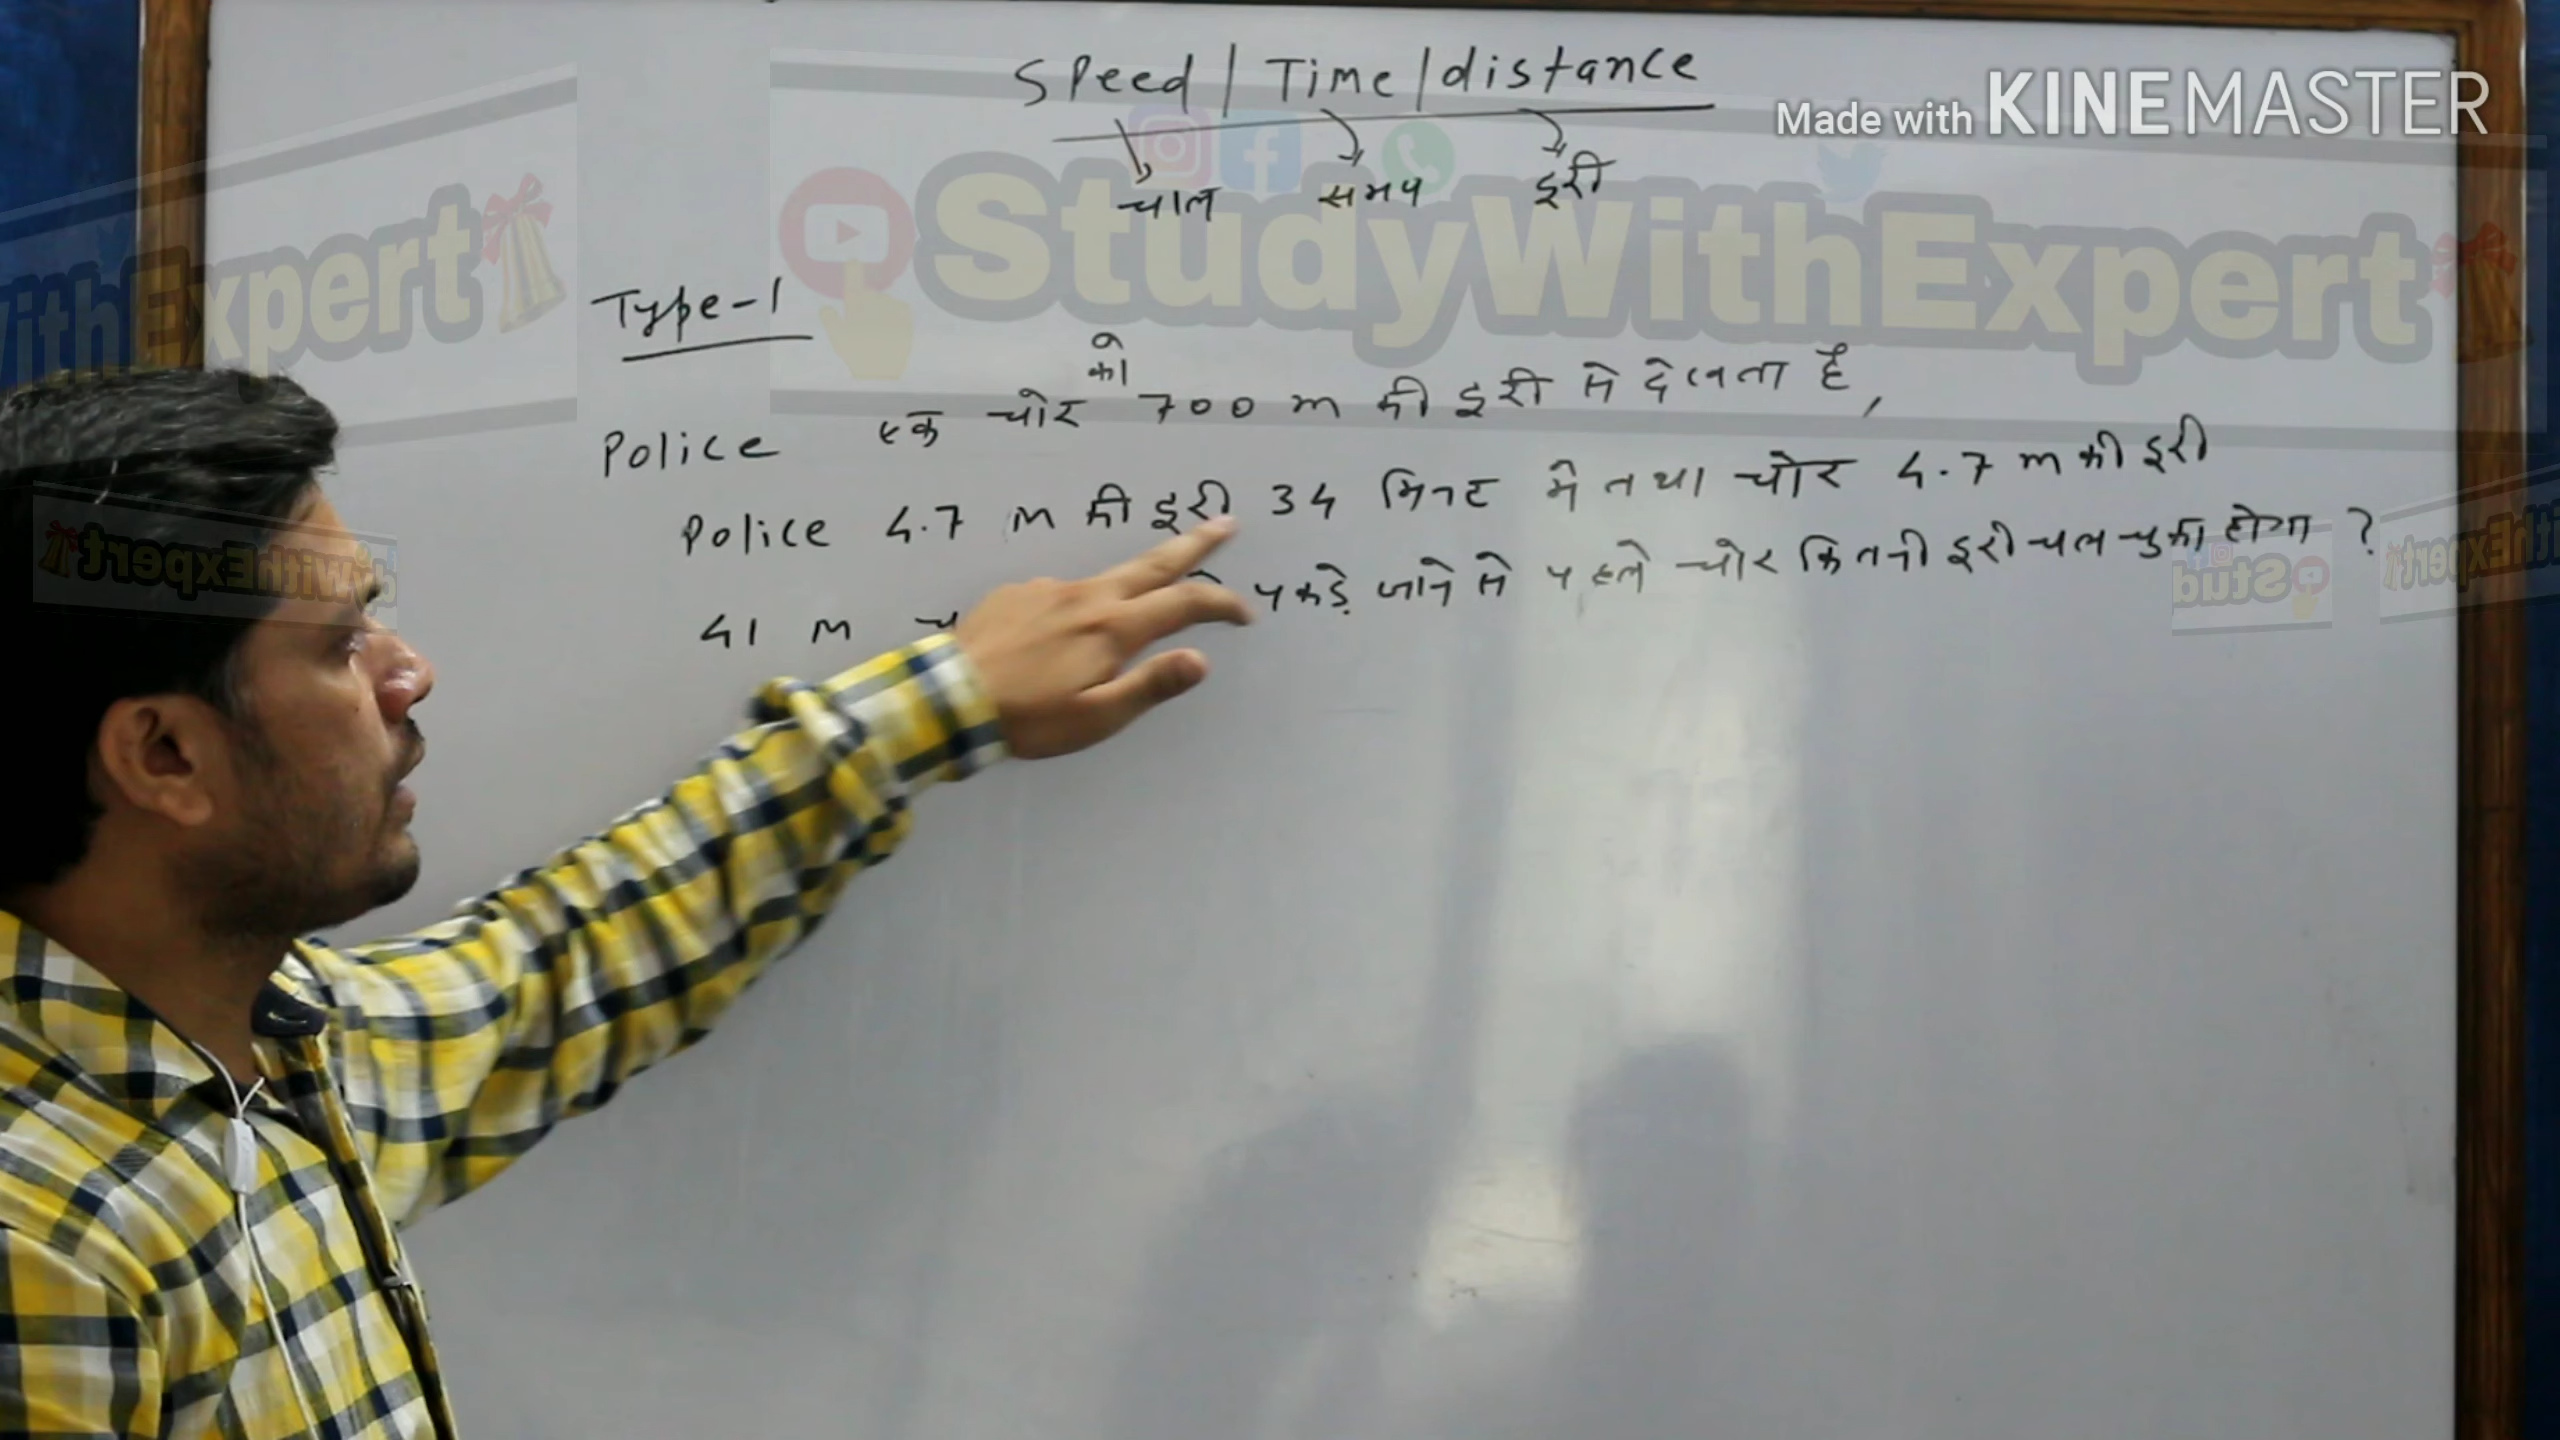 Speed / Time / distance
Made with KINEMASTER
चाल समय दूरी
StudyWithExpert
WithExpert
Type-1
को
Police एक चोर 700 m की दूरी से देखता है,
Police 4.7 m की दूरी 34 मिनट में तथा चोर 4.7 m की दूरी
41 m पकड़े जाने से पहले चोर कितनी दूरी चल चुका होगा ?